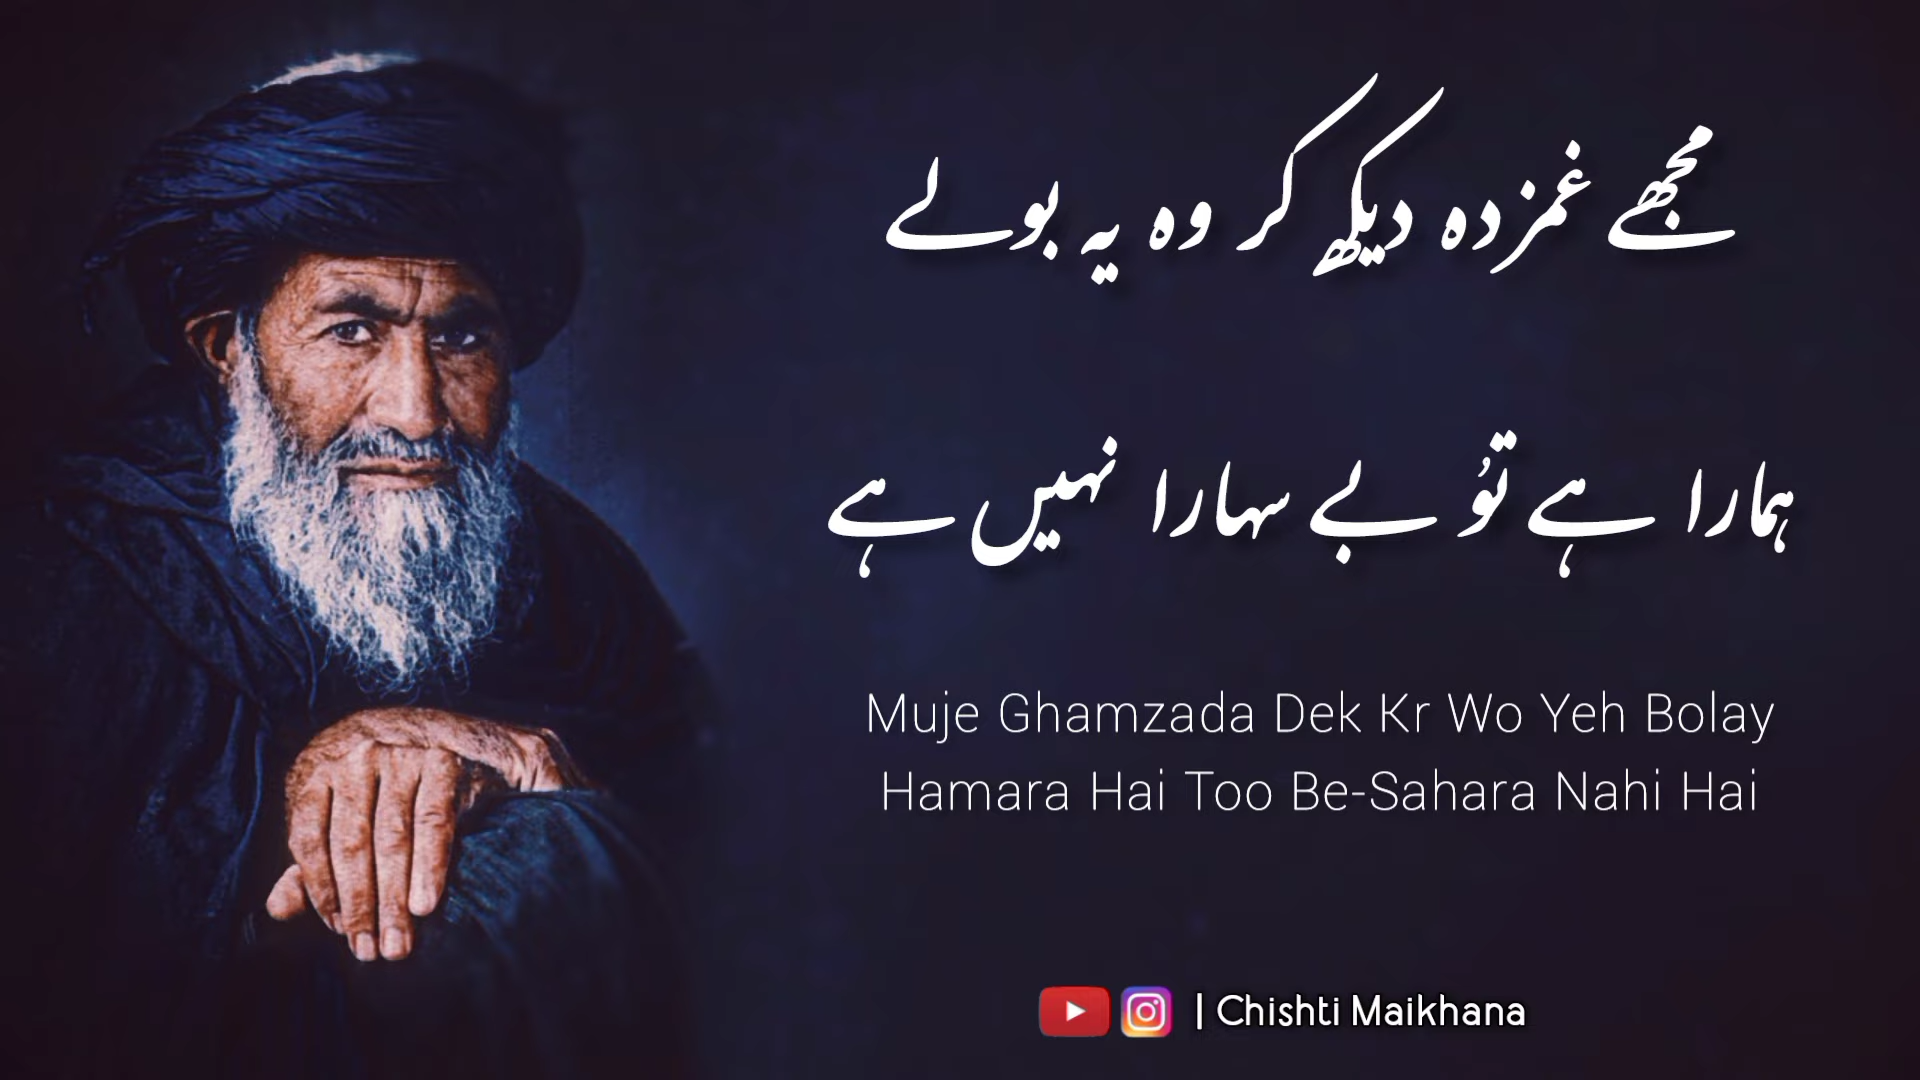 مجھے غمزدہ دیکھ کر وہ یہ بولے
ہمارا ہے تُو بے سہارا نہیں ہے
Muje Ghamzada Dek Kr Wo Yeh Bolay
Hamara Hai Too Be-Sahara Nahi Hai
| Chishti Maikhana